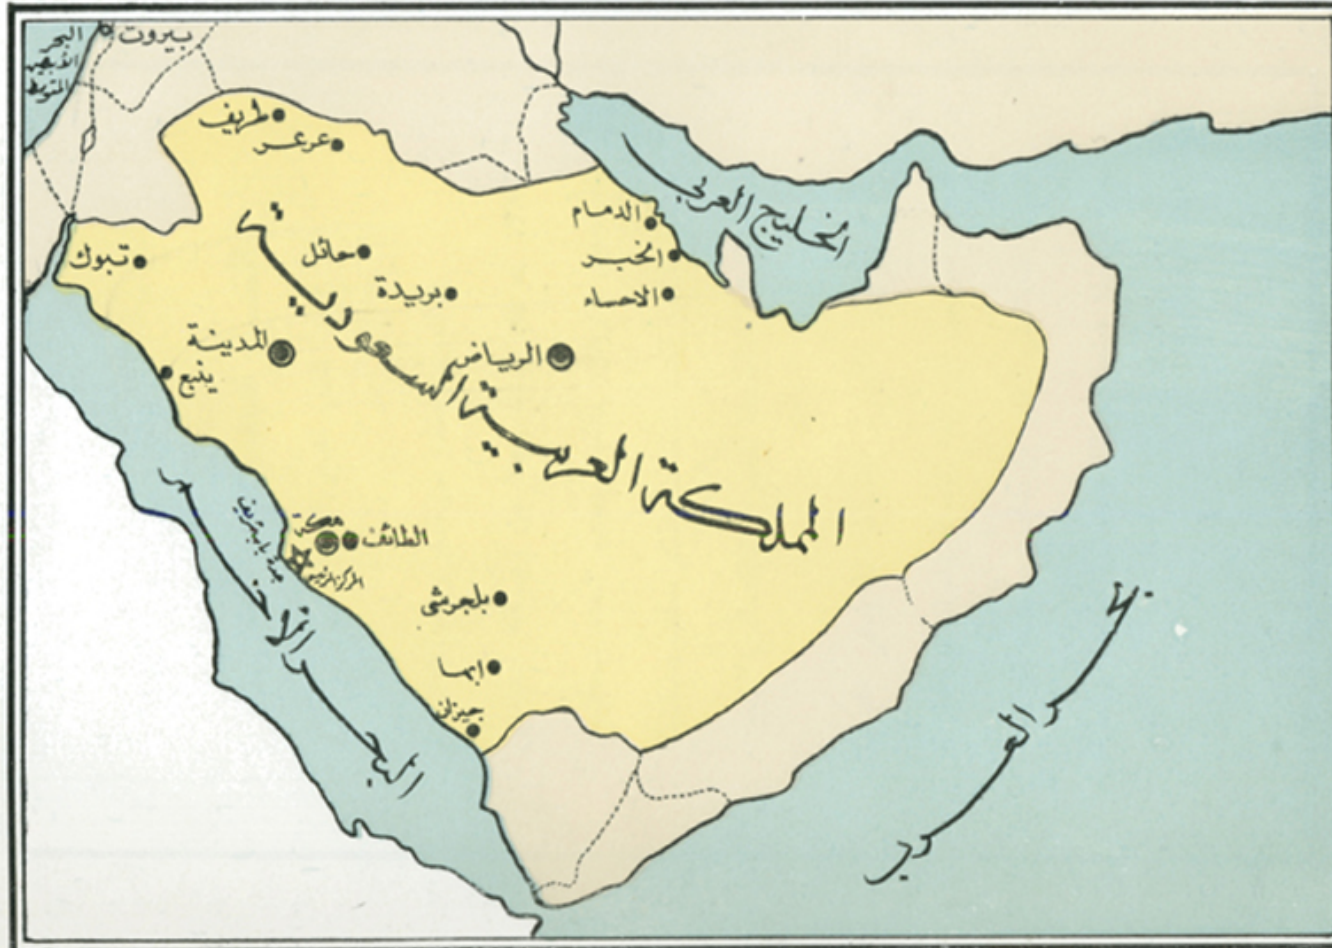 بيروت
البحر
الأبيض
المتوسط
طريف
عرعر
الخليج العربي
الدمام
الخبر
الاحساء
تبوك
حائل
بريدة
المدينة
ينبع
الرياض
المملكة العربية السعودية
مكة
الطائف
جدة
بلجرشي
ابها
جيزان
البحر الأحمر
بحر العرب